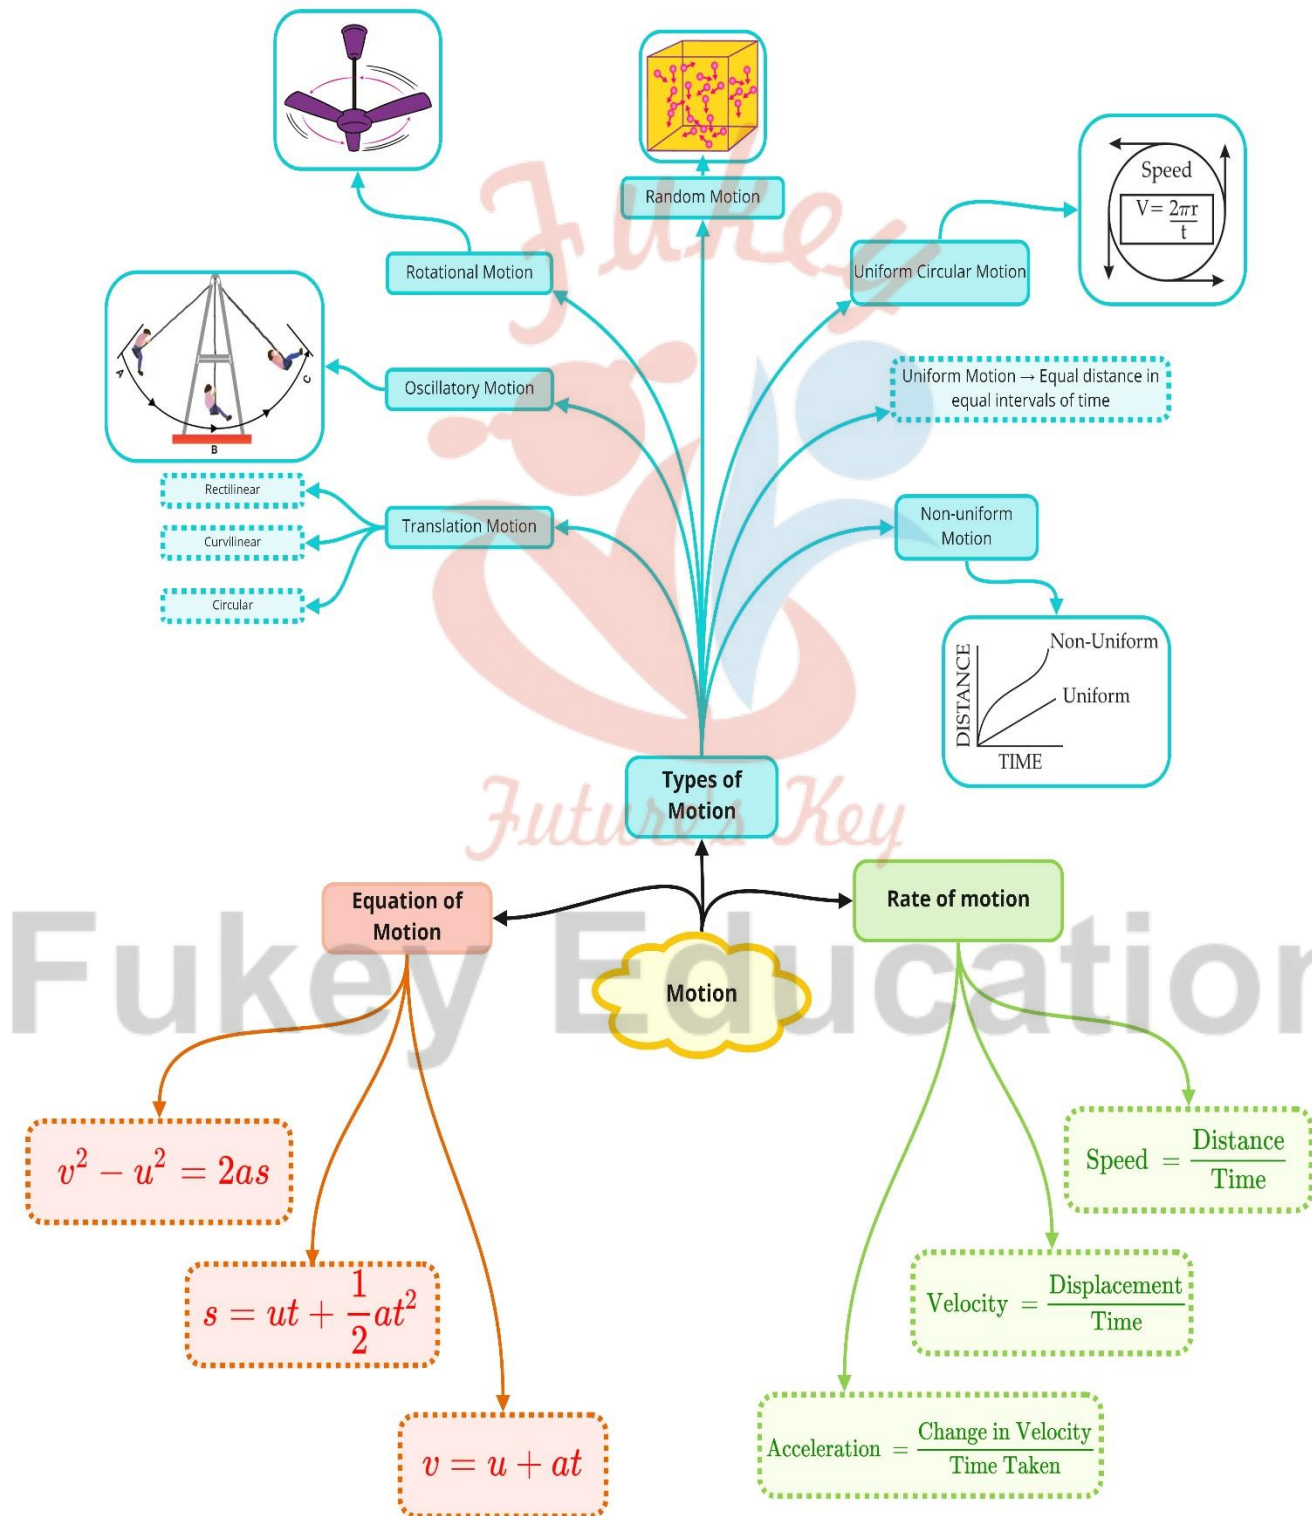 Random Motion
Speed
V = 2πr/t
Rotational Motion
Uniform Circular Motion
A
C
B
Oscillatory Motion
Uniform Motion → Equal distance in
equal intervals of time
Rectilinear
Curvilinear
Circular
Translation Motion
Non-uniform
Motion
DISTANCE
Non-Uniform
Uniform
TIME
Fukey
Future's Key
Types of
Motion
Equation of
Motion
Rate of motion
Motion
Fukey Education
v² − u² = 2as
s = ut + 1/2 at²
v = u + at
Speed = Distance/Time
Velocity = Displacement/Time
Acceleration = Change in Velocity/Time Taken